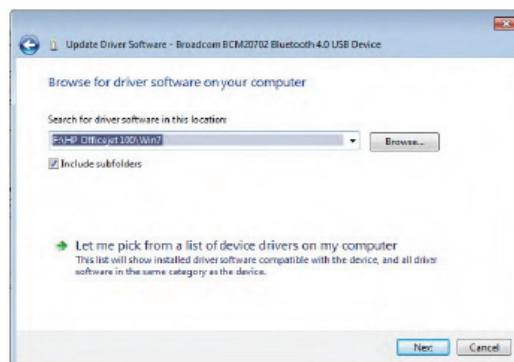 Update Driver Software - Broadcom BCM20702 Bluetooth 4.0 USB Device
Browse for driver software on your computer
Search for driver software in this location:
F:\HP Officejet 100\Win7
Browse...
Include subfolders
Let me pick from a list of device drivers on my computer
This list will show installed driver software compatible with the device, and all driver
software in the same category as the device.
Next
Cancel